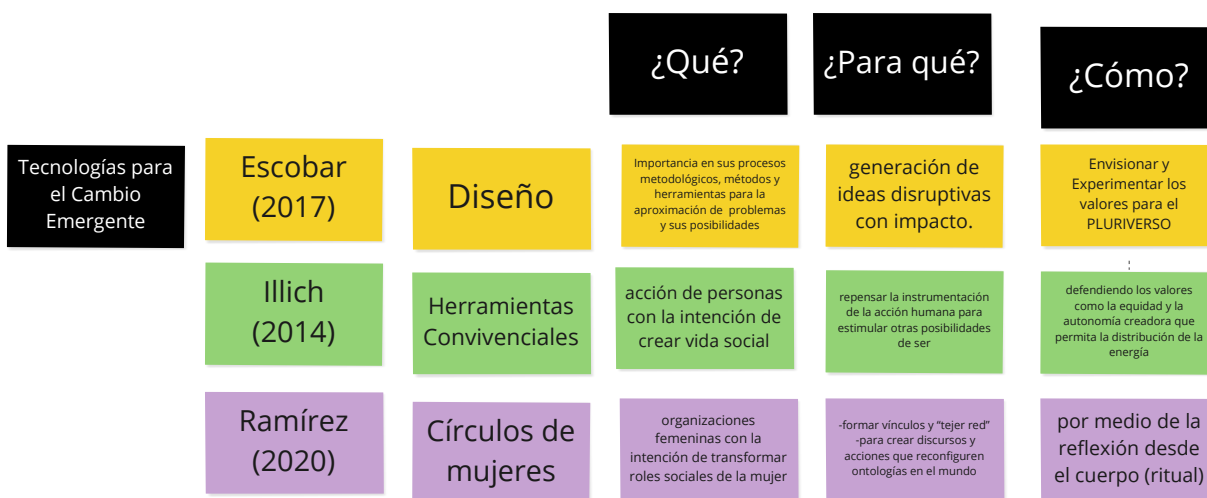 ¿Qué?
¿Para qué?
¿Cómo?
Tecnologías para
el Cambio
Emergente
Escobar
(2017)
Diseño
Importancia en sus procesos
metodológicos, métodos y
herramientas para la
aproximación de problemas
y sus posibilidades
generación de
ideas disruptivas
con impacto.
Envisionar y
Experimentar los
valores para el
PLURIVERSO
Illich
(2014)
Herramientas
Convivenciales
acción de personas
con la intención de
crear vida social
repensar la instrumentación
de la acción humana para
estimular otras posibilidades
de ser
defendiendo los valores
como la equidad y la
autonomía creadora que
permita la distribución de la
energía
Ramírez
(2020)
Círculos de
mujeres
organizaciones
femeninas con la
intención de transformar
roles sociales de la mujer
-formar vínculos y "tejer red"
-para crear discursos y
acciones que reconfiguren
ontologías en el mundo
por medio de la
reflexión desde
el cuerpo (ritual)